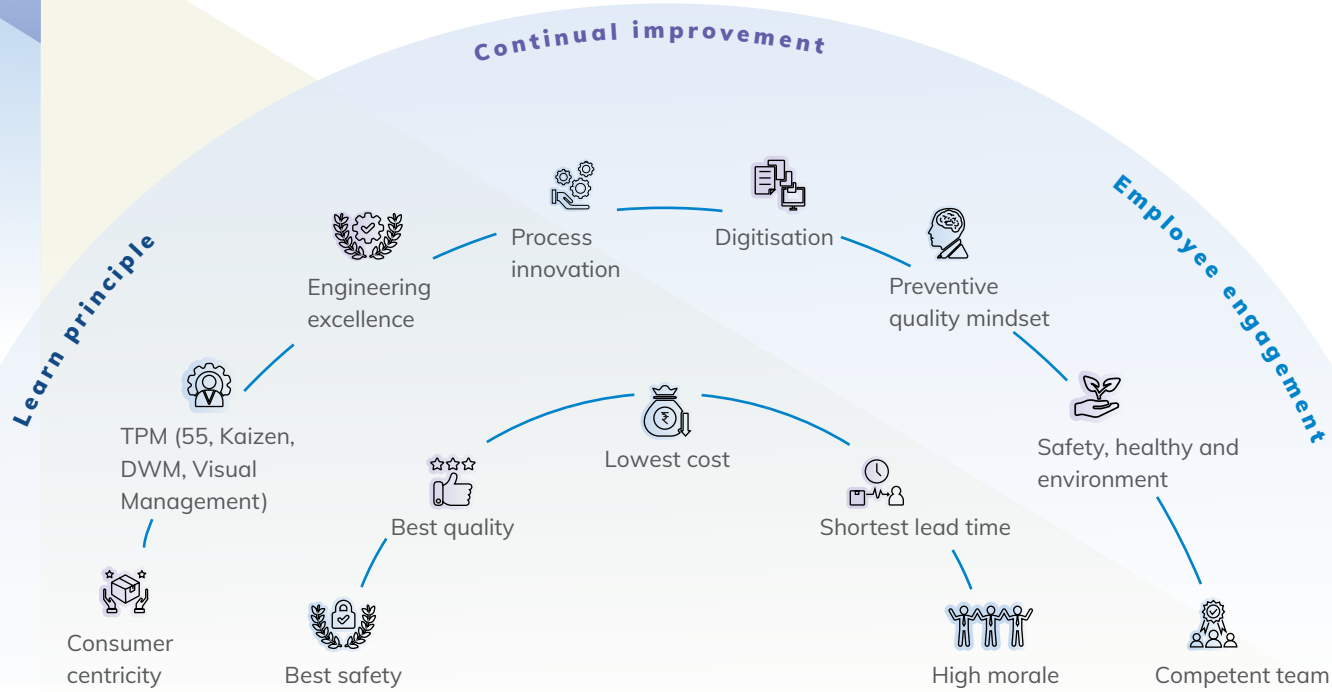 Continual improvement
Learn principle
Employee engagement
Process
innovation
Digitisation
Engineering
excellence
Preventive
quality mindset
TPM (55, Kaizen,
DWM, Visual
Management)
Safety, healthy and
environment
Consumer
centricity
Competent team
Lowest cost
Best quality
Shortest lead time
Best safety
High morale
₹